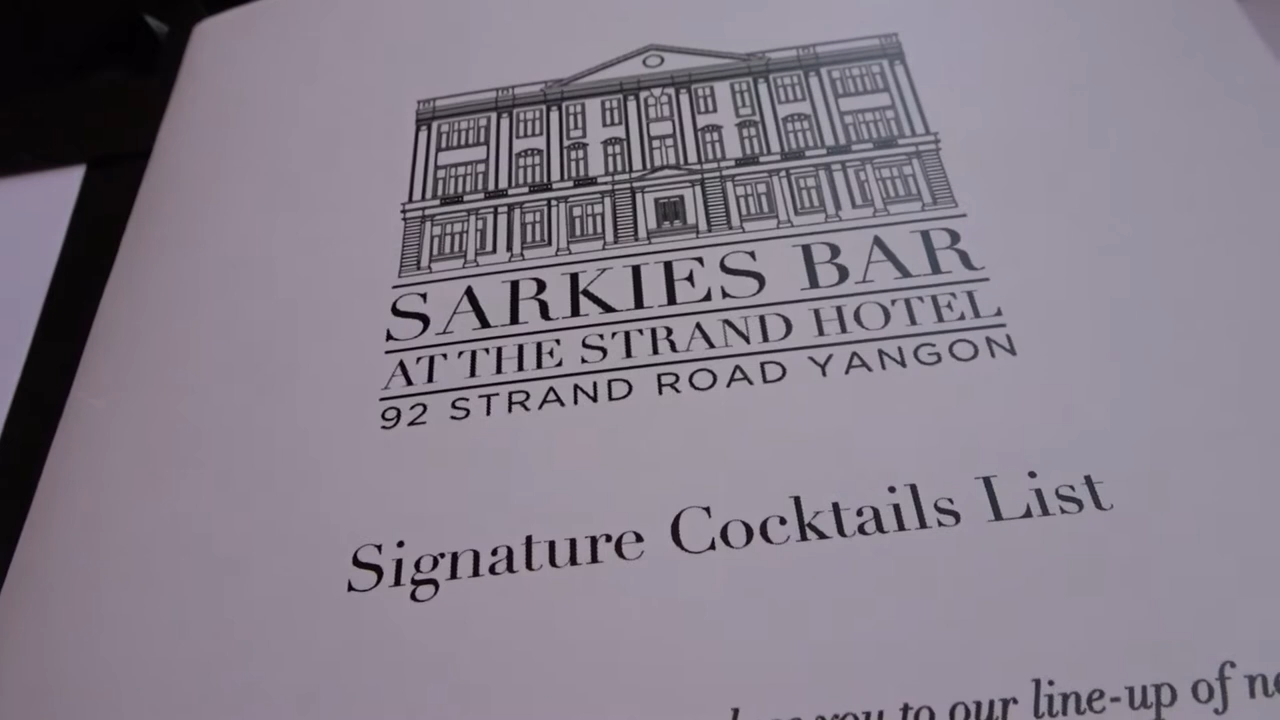 SARKIES BAR
AT THE STRAND HOTEL
92 STRAND ROAD YANGON
Signature Cocktails List
you to our line-up of